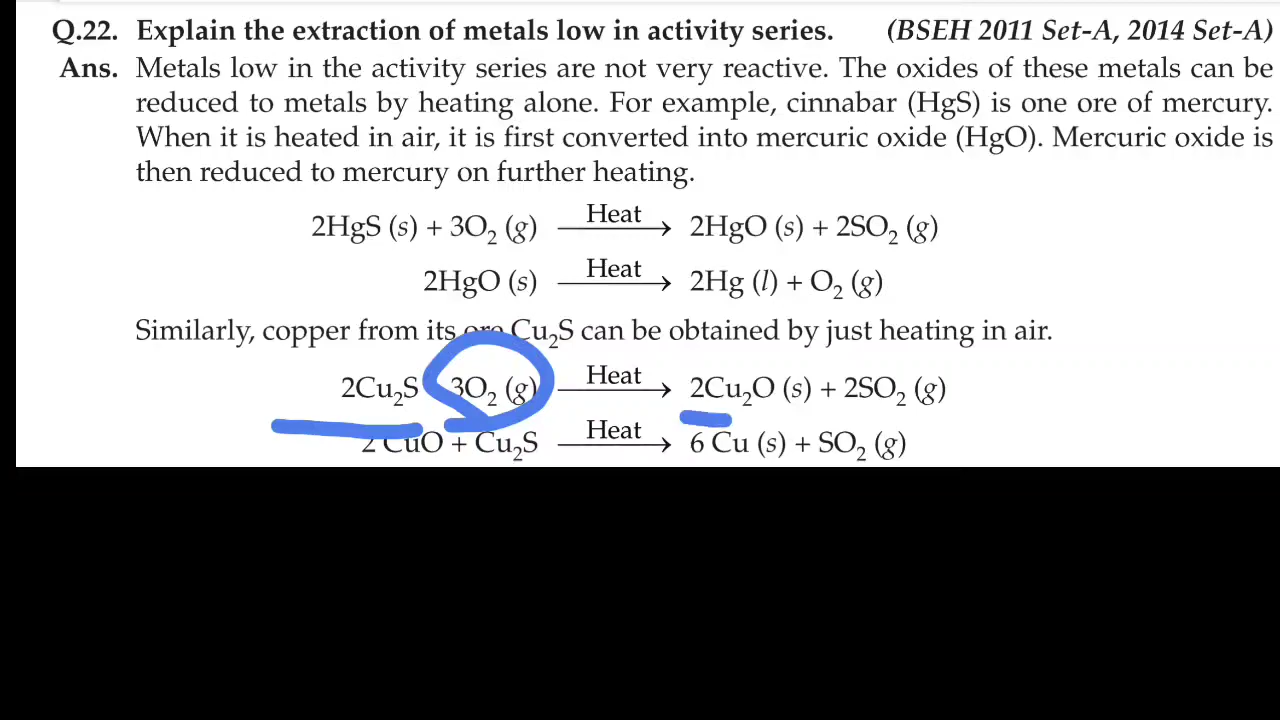 Q.22. Explain the extraction of metals low in activity series. (BSEH 2011 Set-A, 2014 Set-A)
Ans. Metals low in the activity series are not very reactive. The oxides of these metals can be
reduced to metals by heating alone. For example, cinnabar (HgS) is one ore of mercury.
When it is heated in air, it is first converted into mercuric oxide (HgO). Mercuric oxide is
then reduced to mercury on further heating.
2HgS (s) + 3O₂ (g) —Heat→ 2HgO (s) + 2SO₂ (g)
2HgO (s) —Heat→ 2Hg (l) + O₂ (g)
Similarly, copper from its ore Cu₂S can be obtained by just heating in air.
2Cu₂S 3O₂ (g) —Heat→ 2Cu₂O (s) + 2SO₂ (g)
2 CuO + Cu₂S —Heat→ 6 Cu (s) + SO₂ (g)